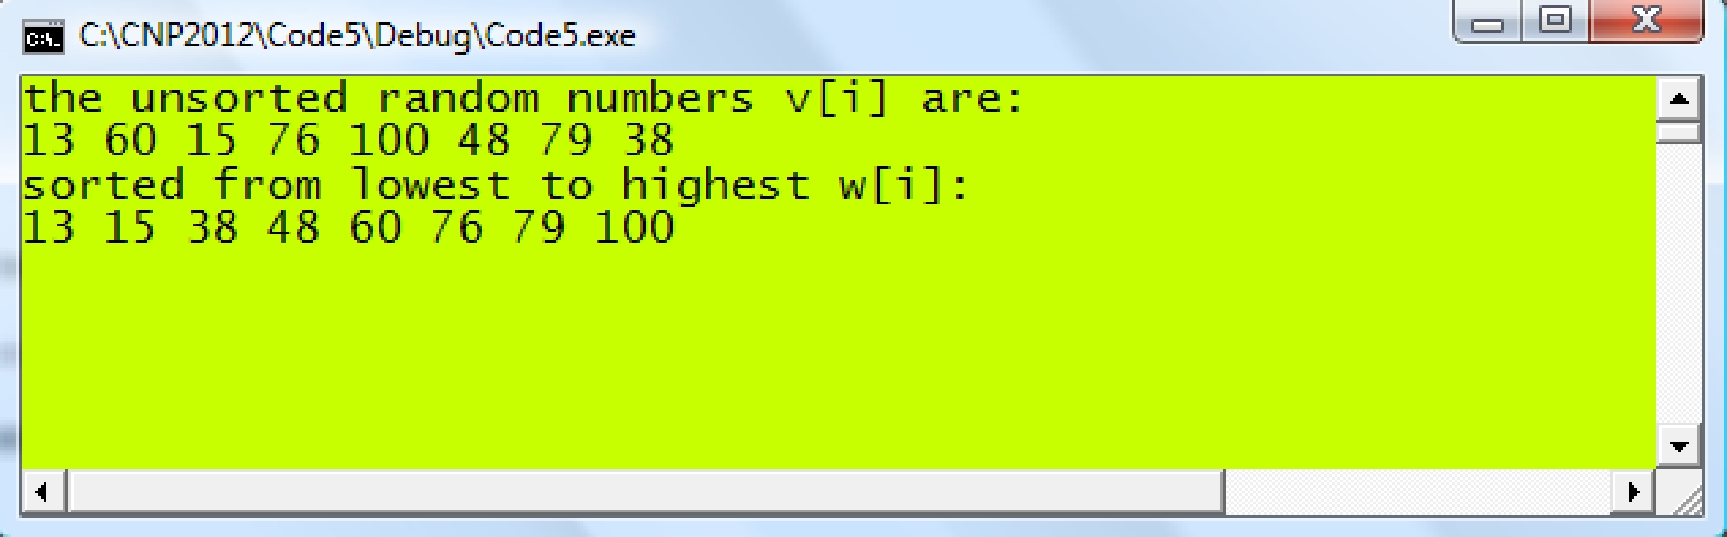 C:\CNP2012\Code5\Debug\Code5.exe
the unsorted random numbers v[i] are:
13 60 15 76 100 48 79 38
sorted from lowest to highest w[i]:
13 15 38 48 60 76 79 100